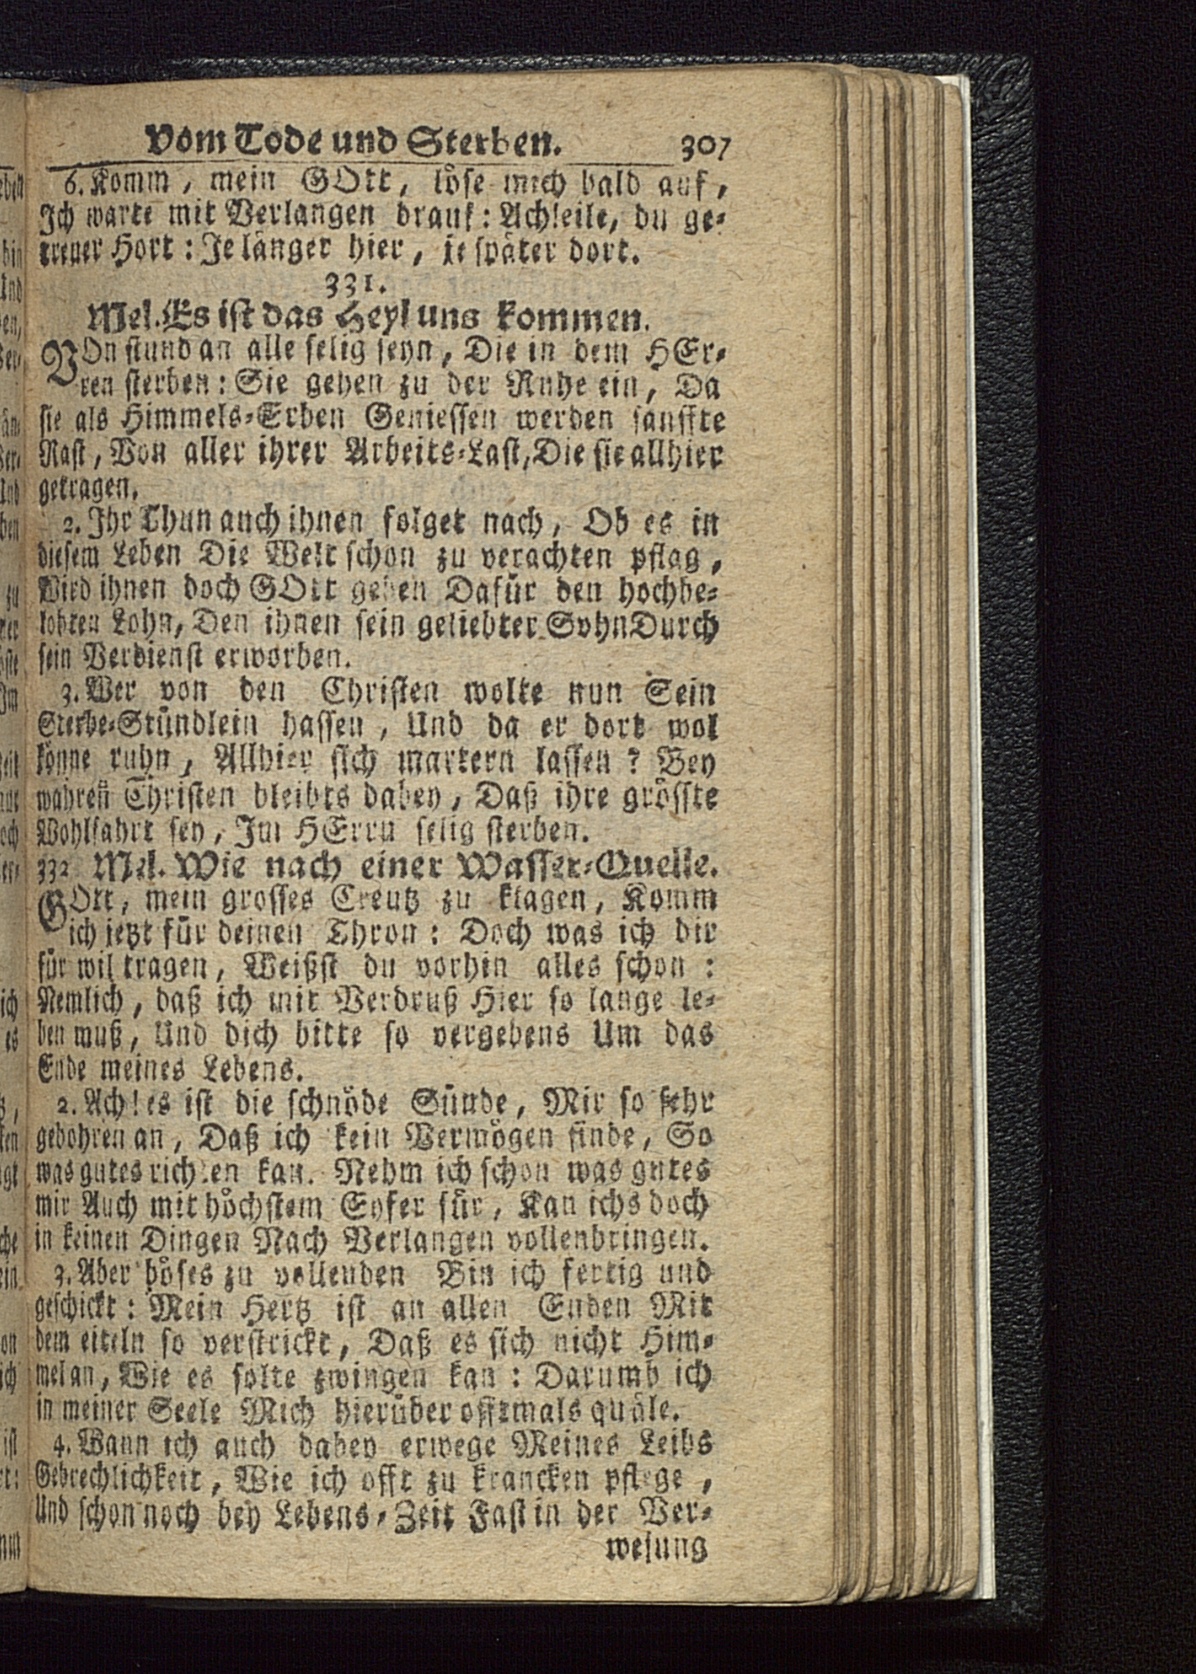 Vom Tode und Sterben. 307
6. Komm, mein GOtt, löse mich bald auf,
Ich warte mit Verlangen drauf: Ach! eile, du ge-
treuer Hort: Je länger hier, je später dort.
331.
Mel. Es ist das Heyl uns kommen.
VOn stund an alle selig seyn, Die in dem HEr-
ren sterben: Sie gehen zu der Ruhe ein, Da
sie als Himmels-Erben Geniessen werden sanffte
Rast, Von aller ihrer Arbeits-Last, Die sie allhier
getragen.
2. Ihr Thun auch ihnen folget nach, Ob es in
diesem Leben Die Welt schon zu verachten pflag,
Wird ihnen doch GOtt geben Dafür den hochbe-
lobten Lohn, Den ihnen sein geliebter Sohn Durch
sein Verdienst erworben.
3. Wer von den Christen wolte nun Sein
Sterbe-Stündlein hassen, Und da er dort wol
könne ruhn, Allhier sich martern lassen? Bey
wahren Christen bleibts dabey, Daß ihre grösste
Wohlfahrt sey, Im HErrn selig sterben.
332 Mel. Wie nach einer Wasser-Quelle.
GOtt, mein grosses Creutz zu klagen, Komm
ich jetzt für deinen Thron: Doch was ich dir
für wil tragen, Weißst du vorhin alles schon:
Nemlich, daß ich mit Verdruß Hier so lange le-
ben muß, Und dich bitte so vergebens Um das
Ende meines Lebens.
2. Ach! es ist die schnöde Sünde, Mir so sehr
gebohren an, Daß ich kein Vermögen finde, So
was gutes richten kan. Nehm ich schon was gutes
mir Auch mit höchstem Eyfer für, Kan ichs doch
in keinen Dingen Nach Verlangen vollenbringen.
3. Aber böses zu vollenden Bin ich fertig und
geschickt: Mein Hertz ist an allen Enden Mit
dem eiteln so verstrickt, Daß es sich nicht Him-
mel an, Wie es solte zwingen kan: Darumb ich
in meiner Seele Mich hierüber offtmals quäle.
4. Wann ich auch dabey erwege Meines Leibs
Gebrechlichkeit, Wie ich offt zu krancken pflege,
Und schon noch bey Lebens-Zeit Fast in der Ver-
wesung